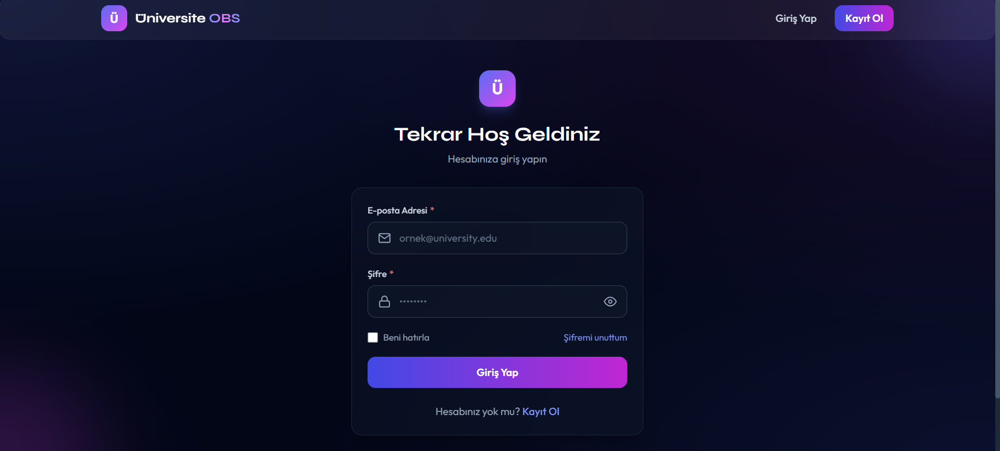 Ü Üniversite OBS Giriş Yap Kayıt Ol
Ü
Tekrar Hoş Geldiniz
Hesabınıza giriş yapın
E-posta Adresi *
ornek@university.edu
Şifre *
••••••••
Beni hatırla Şifremi unuttum
Giriş Yap
Hesabınız yok mu? Kayıt Ol